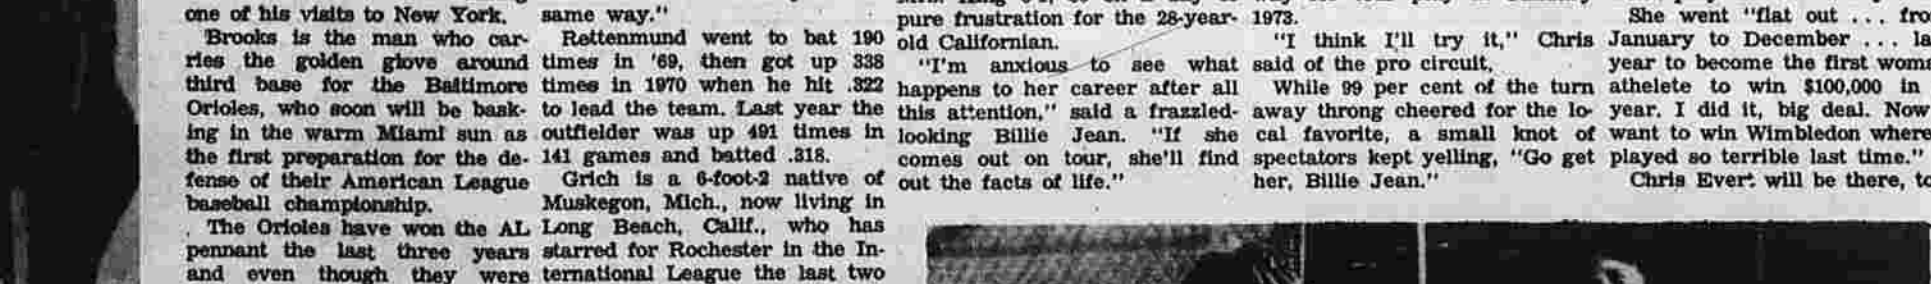 one of his visits to New York.
Brooks is the man who car-
ries the golden glove around
third base for the Baltimore
Orioles, who soon will be bask-
ing in the warm Miami sun as
the first preparation for the de-
fense of their American League
baseball championship.
The Orioles have won the AL
pennant the last three years
and even though they were
same way."
Rettenmund went to bat 190
times in '69, then got up 338
times in 1970 when he hit .322
to lead the team. Last year the
outfielder was up 491 times in
141 games and batted .318.
Grich is a 6-foot-2 native of
Muskegon, Mich., now living in
Long Beach, Calif., who has
starred for Rochester in the In-
ternational League the last two
pure frustration for the 28-year-
old Californian.
"I'm anxious to see what
happens to her career after all
this attention," said a frazzled-
looking Billie Jean. "If she
comes out on tour, she'll find
out the facts of life."
1973.
"I think I'll try it," Chris
said of the pro circuit,
While 99 per cent of the turn
away throng cheered for the lo-
cal favorite, a small knot of
spectators kept yelling, "Go get
her, Billie Jean."
She went "flat out ... fro
January to December ... la
year to become the first woma
athelete to win $100,000 in
year. I did it, big deal. Now
want to win Wimbledon where
played so terrible last time."
Chris Evert will be there, to